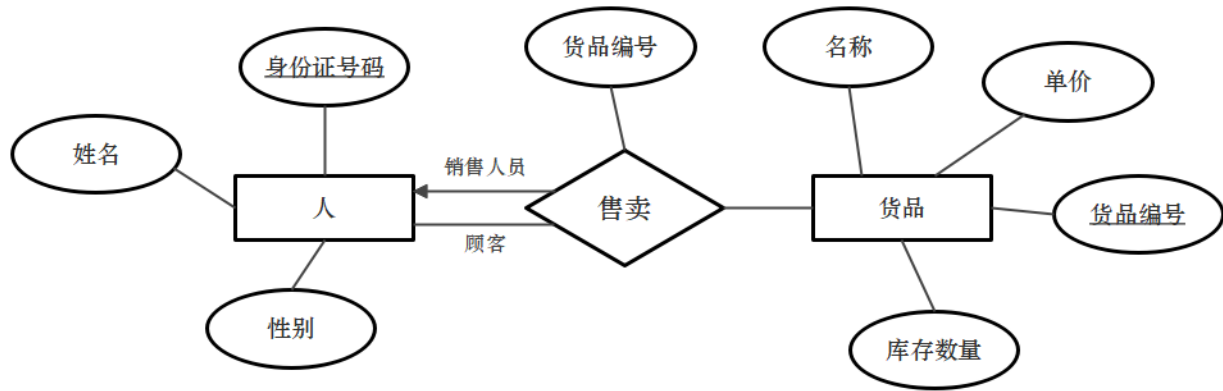 货品编号
名称
身份证号码
单价
姓名
销售人员
人
售卖
货品
货品编号
顾客
性别
库存数量